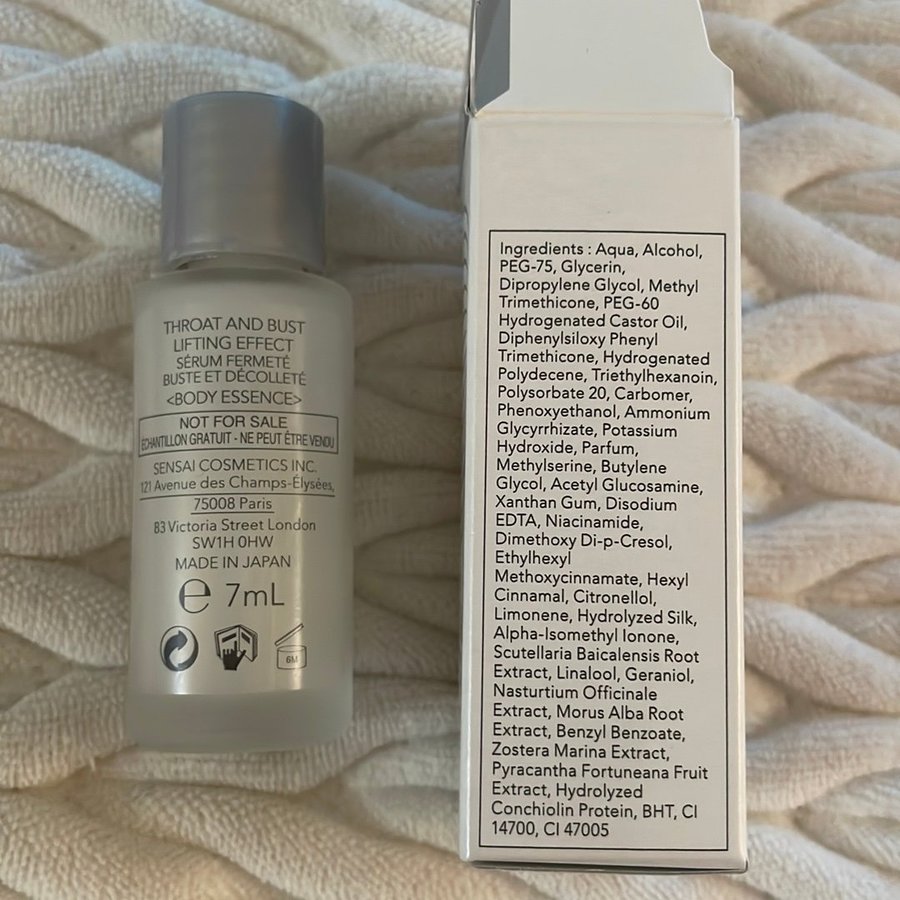 THROAT AND BUST
LIFTING EFFECT
SÉRUM FERMETÉ
BUSTE ET DÉCOLLETÉ
<BODY ESSENCE>
NOT FOR SALE
ÉCHANTILLON GRATUIT - NE PEUT ÊTRE VENDU
SENSAI COSMETICS INC.
121 Avenue des Champs-Élysées,
75008 Paris
83 Victoria Street London
SW1H 0HW
MADE IN JAPAN
e 7mL
6M
Ingredients : Aqua, Alcohol,
PEG-75, Glycerin,
Dipropylene Glycol, Methyl
Trimethicone, PEG-60
Hydrogenated Castor Oil,
Diphenylsiloxy Phenyl
Trimethicone, Hydrogenated
Polydecene, Triethylhexanoin,
Polysorbate 20, Carbomer,
Phenoxyethanol, Ammonium
Glycyrrhizate, Potassium
Hydroxide, Parfum,
Methylserine, Butylene
Glycol, Acetyl Glucosamine,
Xanthan Gum, Disodium
EDTA, Niacinamide,
Dimethoxy Di-p-Cresol,
Ethylhexyl
Methoxycinnamate, Hexyl
Cinnamal, Citronellol,
Limonene, Hydrolyzed Silk,
Alpha-Isomethyl Ionone,
Scutellaria Baicalensis Root
Extract, Linalool, Geraniol,
Nasturtium Officinale
Extract, Morus Alba Root
Extract, Benzyl Benzoate,
Zostera Marina Extract,
Pyracantha Fortuneana Fruit
Extract, Hydrolyzed
Conchiolin Protein, BHT, CI
14700, CI 47005